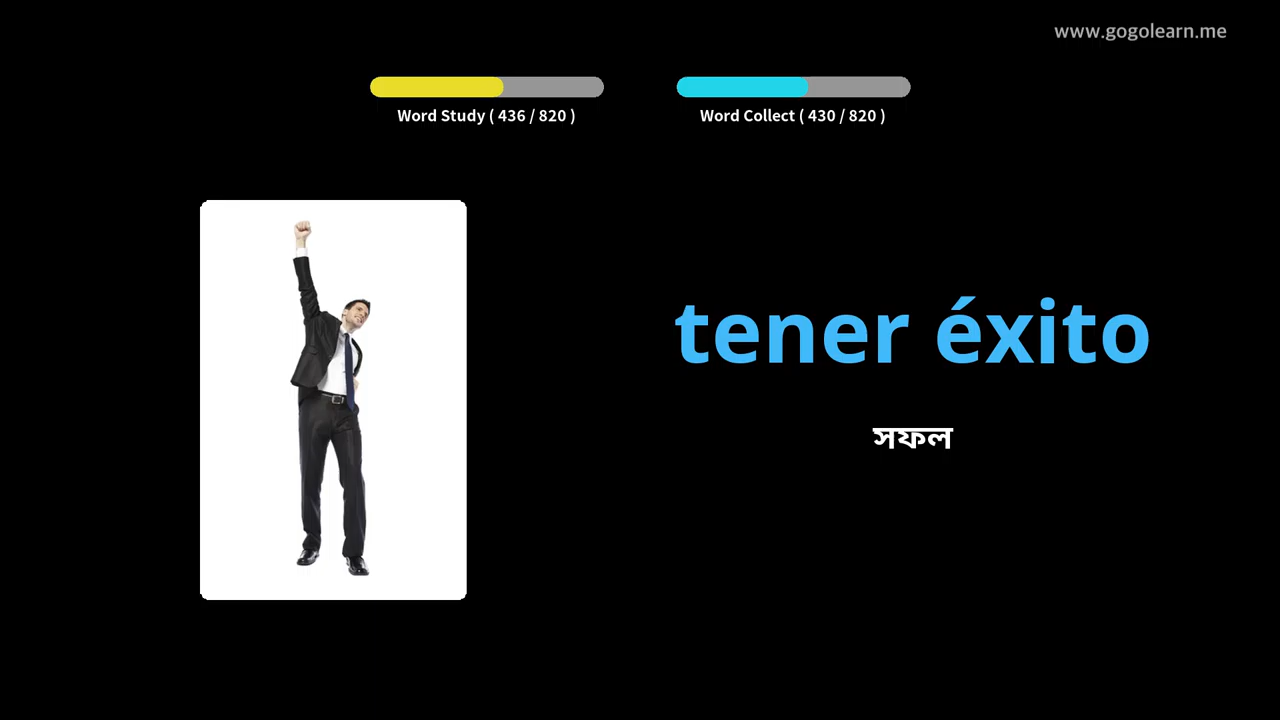 www.gogolearn.me
Word Study ( 436 / 820 )
Word Collect ( 430 / 820 )
tener éxito
সফল